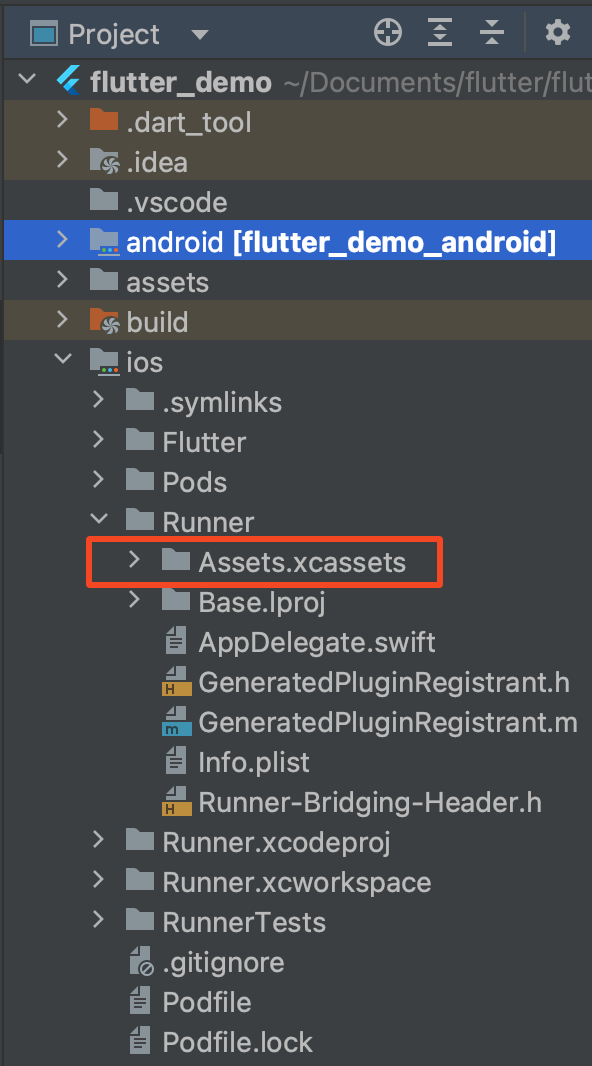 Project
flutter_demo ~/Documents/flutter/flut
.dart_tool
.idea
.vscode
android [flutter_demo_android]
assets
build
ios
.symlinks
Flutter
Pods
Runner
Assets.xcassets
Base.lproj
AppDelegate.swift
H GeneratedPluginRegistrant.h
m GeneratedPluginRegistrant.m
Info.plist
H Runner-Bridging-Header.h
Runner.xcodeproj
Runner.xcworkspace
RunnerTests
.gitignore
Podfile
Podfile.lock